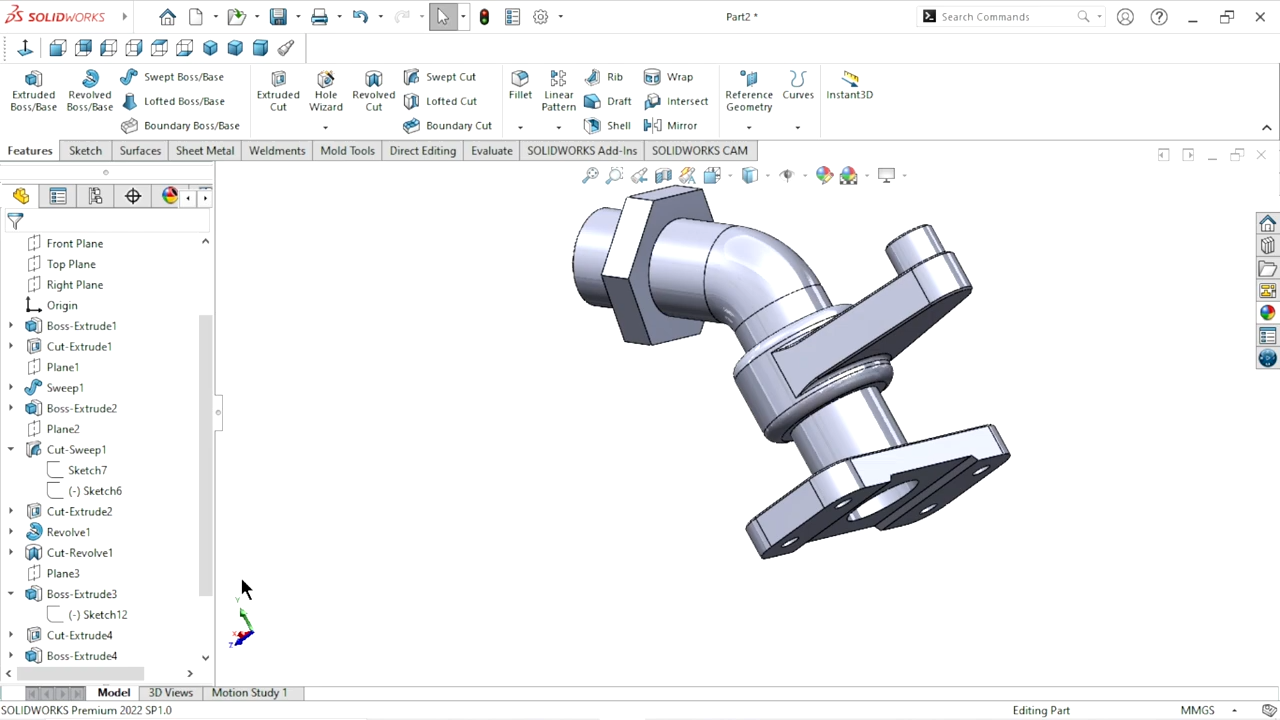 SOLIDWORKS
Part2 *
Search Commands
Extruded Boss/Base
Revolved Boss/Base
Swept Boss/Base
Lofted Boss/Base
Boundary Boss/Base
Extruded Cut
Hole Wizard
Revolved Cut
Swept Cut
Lofted Cut
Boundary Cut
Fillet
Linear Pattern
Rib
Draft
Shell
Wrap
Intersect
Mirror
Reference Geometry
Curves
Instant3D
Features
Sketch
Surfaces
Sheet Metal
Weldments
Mold Tools
Direct Editing
Evaluate
SOLIDWORKS Add-Ins
SOLIDWORKS CAM
Front Plane
Top Plane
Right Plane
Origin
Boss-Extrude1
Cut-Extrude1
Plane1
Sweep1
Boss-Extrude2
Plane2
Cut-Sweep1
Sketch7
(-) Sketch6
Cut-Extrude2
Revolve1
Cut-Revolve1
Plane3
Boss-Extrude3
(-) Sketch12
Cut-Extrude4
Boss-Extrude4
Y
X
Z
Model
3D Views
Motion Study 1
SOLIDWORKS Premium 2022 SP1.0
Editing Part
MMGS